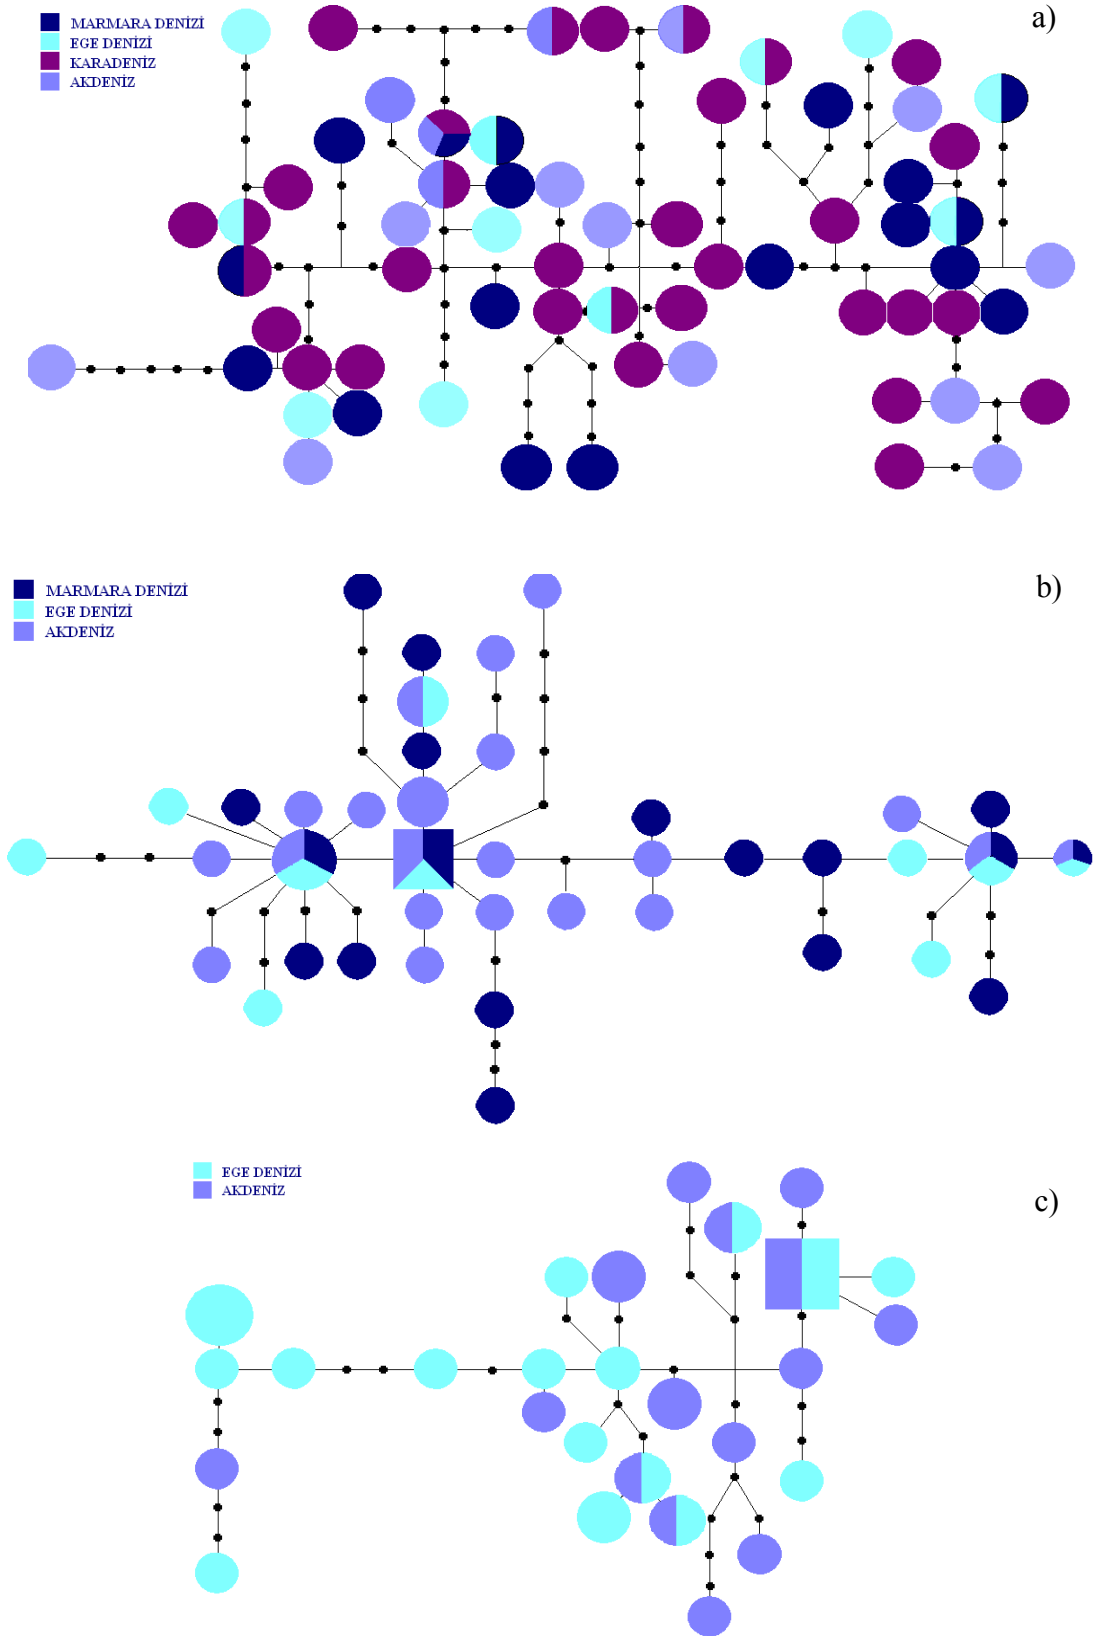 a)
MARMARA DENİZİ
EGE DENİZİ
KARADENİZ
AKDENİZ
b)
MARMARA DENİZİ
EGE DENİZİ
AKDENİZ
c)
EGE DENİZİ
AKDENİZ